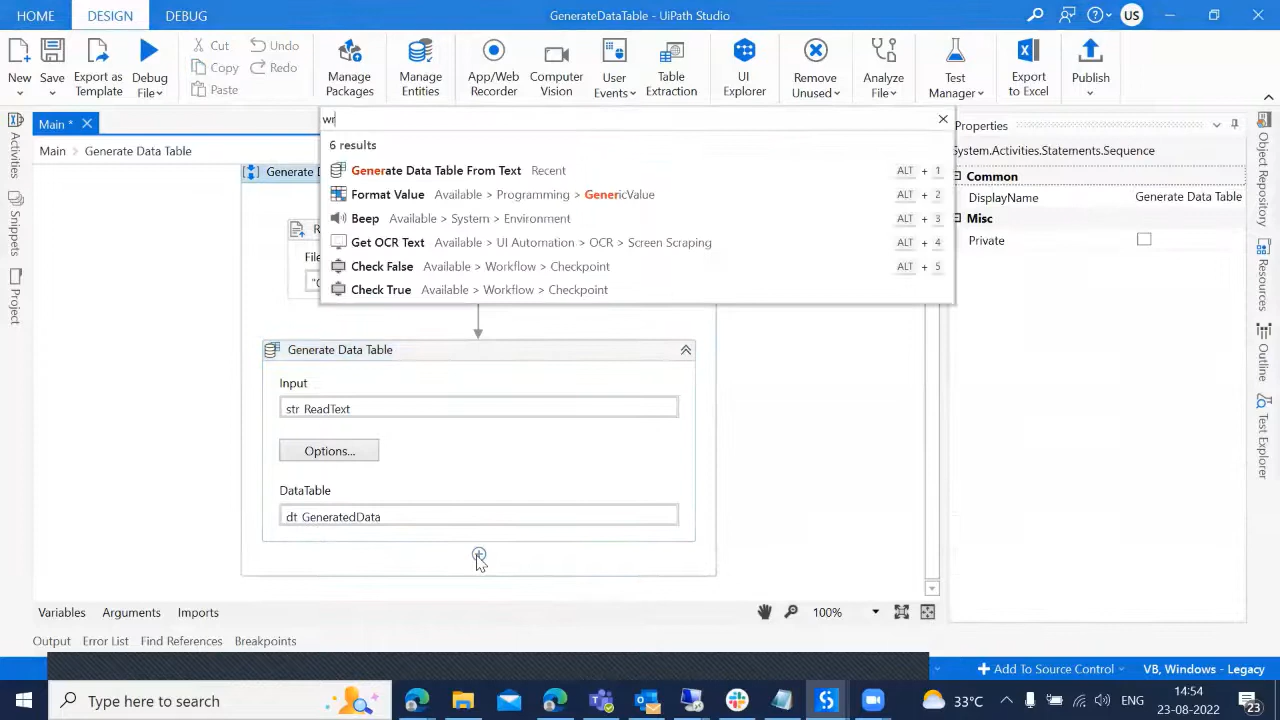 HOME
DESIGN
DEBUG
GenerateDataTable - UiPath Studio
US
New
Save
Export as Template
Debug File
Cut
Copy
Paste
Undo
Redo
Manage Packages
Manage Entities
App/Web Recorder
Computer Vision
User Events
Table Extraction
UI Explorer
Remove Unused
Analyze File
Test Manager
Export to Excel
Publish
Main *
wr
6 results
Generate Data Table From Text Recent ALT + 1
Format Value Available > Programming > GenericValue ALT + 2
Beep Available > System > Environment ALT + 3
Get OCR Text Available > UI Automation > OCR > Screen Scraping ALT + 4
Check False Available > Workflow > Checkpoint ALT + 5
Check True Available > Workflow > Checkpoint ALT + 6
Main > Generate Data Table
Activities
Snippets
Project
Generate Data Table
Input
str_ReadText
Options...
DataTable
dt_GeneratedData
Properties
System.Activities.Statements.Sequence
Common
DisplayName Generate Data Table
Misc
Private
Object Repository
Resources
Outline
Test Explorer
Variables
Arguments
Imports
100%
Output
Error List
Find References
Breakpoints
Add To Source Control
VB, Windows - Legacy
Type here to search
33°C
ENG
14:54
23-08-2022
23